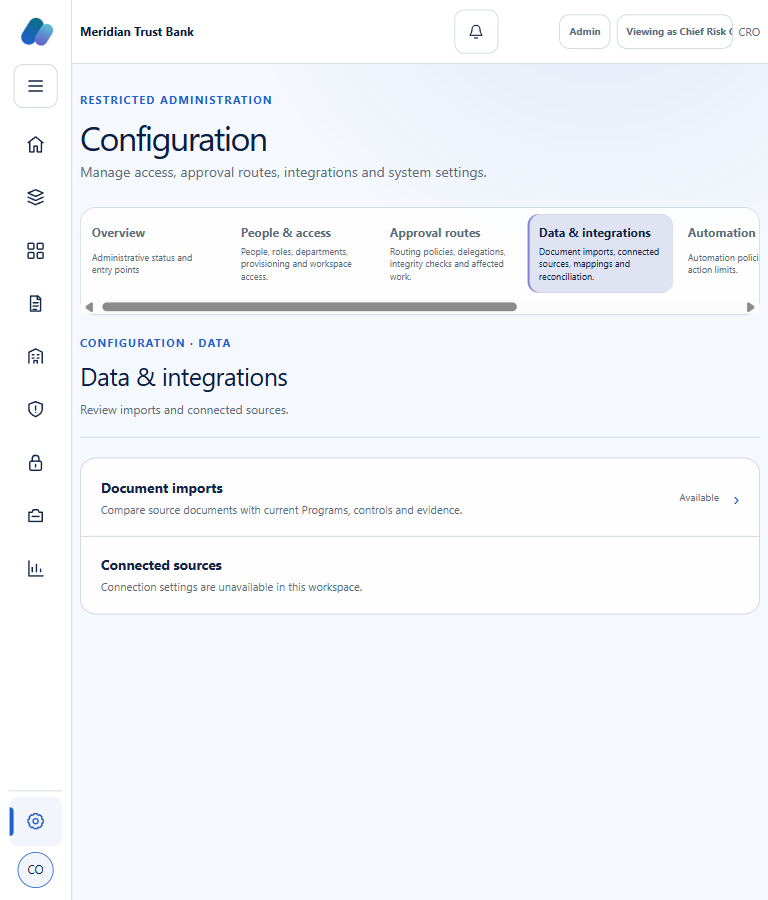 Meridian Trust Bank
Admin
Viewing as Chief Risk
CRO
RESTRICTED ADMINISTRATION
Configuration
Manage access, approval routes, integrations and system settings.
Overview
Administrative status and
entry points
People & access
People, roles, departments,
provisioning and workspace
access.
Approval routes
Routing policies, delegations,
integrity checks and affected
work.
Data & integrations
Document imports, connected
sources, mappings and
reconciliation.
Automation
Automation polici
action limits.
CONFIGURATION · DATA
Data & integrations
Review imports and connected sources.
Document imports
Compare source documents with current Programs, controls and evidence.
Available
Connected sources
Connection settings are unavailable in this workspace.
CO